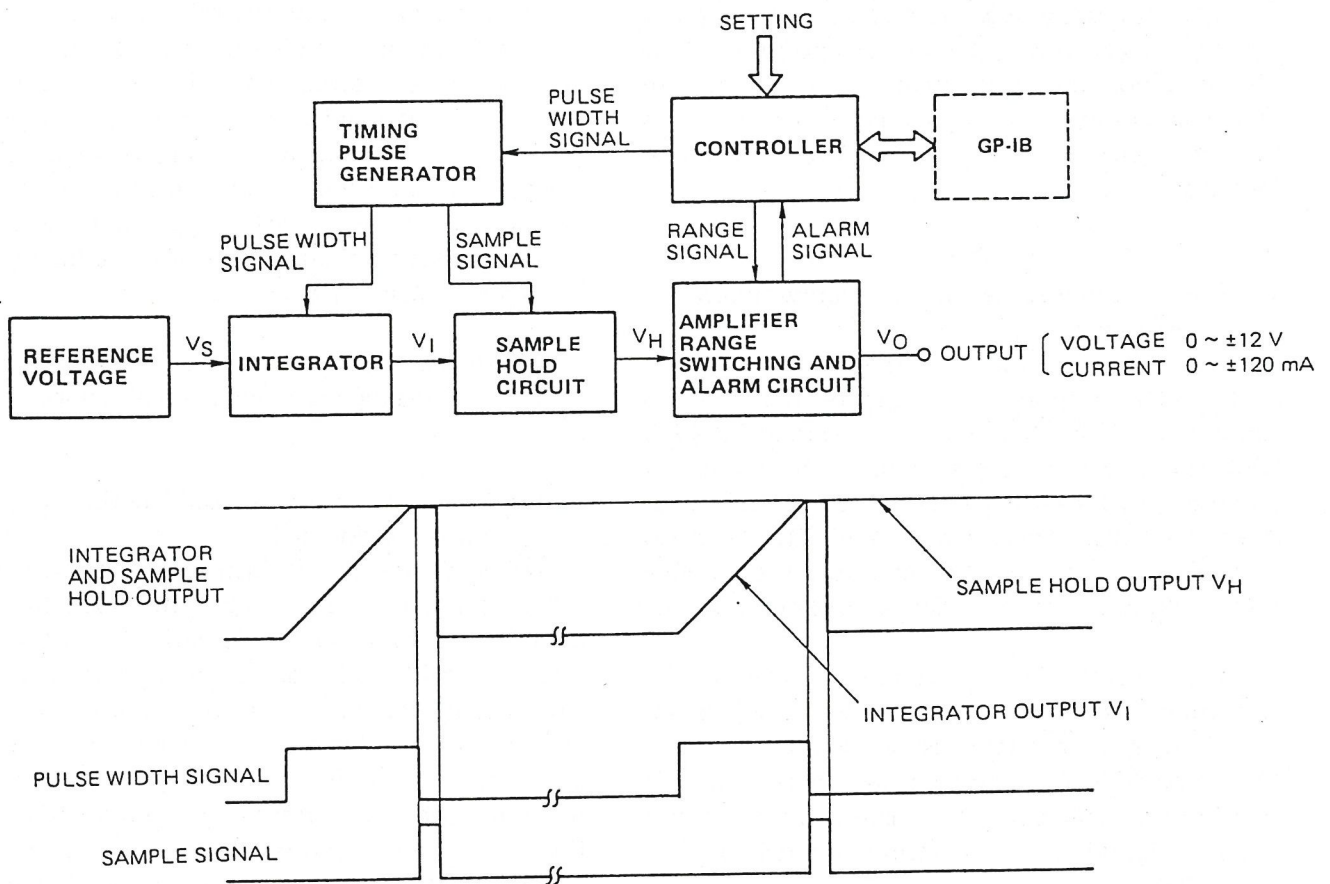 SETTING
PULSE
WIDTH
SIGNAL
TIMING
PULSE
GENERATOR
CONTROLLER
GP-IB
PULSE WIDTH
SIGNAL
SAMPLE
SIGNAL
RANGE
SIGNAL
ALARM
SIGNAL
REFERENCE
VOLTAGE
VS
INTEGRATOR
VI
SAMPLE
HOLD
CIRCUIT
VH
AMPLIFIER
RANGE
SWITCHING AND
ALARM CIRCUIT
VO
OUTPUT
VOLTAGE 0 ~ ±12 V
CURRENT 0 ~ ±120 mA
INTEGRATOR
AND SAMPLE
HOLD OUTPUT
SAMPLE HOLD OUTPUT VH
INTEGRATOR OUTPUT VI
PULSE WIDTH SIGNAL
SAMPLE SIGNAL